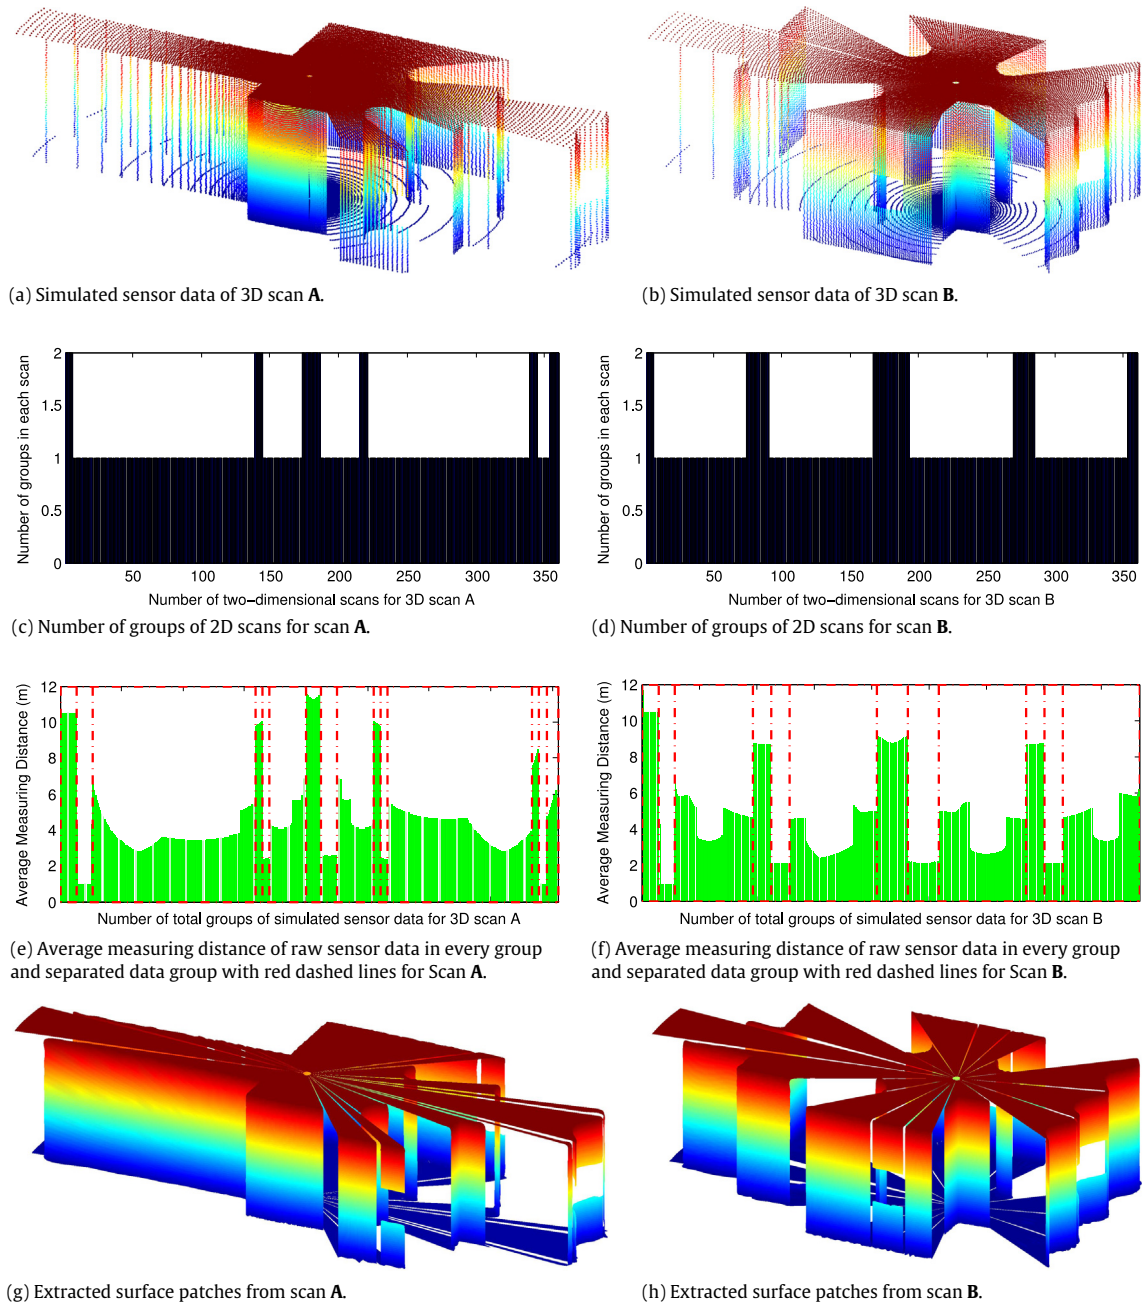 (a) Simulated sensor data of 3D scan A.
(b) Simulated sensor data of 3D scan B.
Number of groups in each scan
2
1.5
1
0.5
0
50 100 150 200 250 300 350
Number of two-dimensional scans for 3D scan A
(c) Number of groups of 2D scans for scan A.
Number of groups in each scan
2
1.5
1
0.5
0
50 100 150 200 250 300 350
Number of two-dimensional scans for 3D scan B
(d) Number of groups of 2D scans for scan B.
Average Measuring Distance (m)
12
10
8
6
4
2
0
Number of total groups of simulated sensor data for 3D scan A
(e) Average measuring distance of raw sensor data in every group
and separated data group with red dashed lines for Scan A.
Average Measuring Distance (m)
12
10
8
6
4
2
0
Number of total groups of simulated sensor data for 3D scan B
(f) Average measuring distance of raw sensor data in every group
and separated data group with red dashed lines for Scan B.
(g) Extracted surface patches from scan A.
(h) Extracted surface patches from scan B.